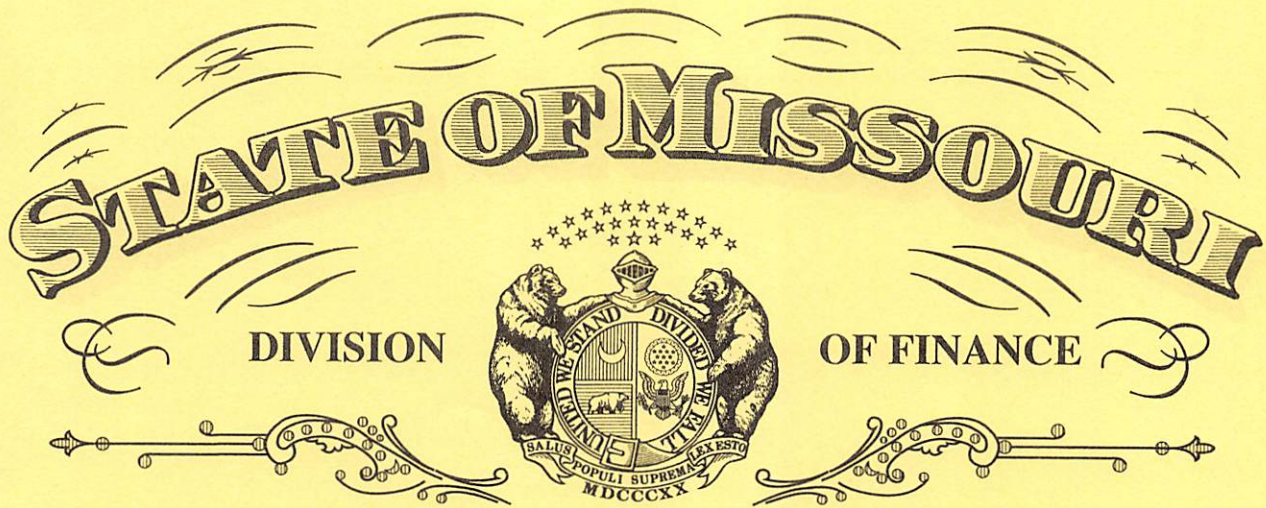 STATE OF MISSOURI
DIVISION OF FINANCE
UNITED WE STAND DIVIDED WE FALL
SALUS POPULI SUPREMA LEX ESTO
MDCCCXX